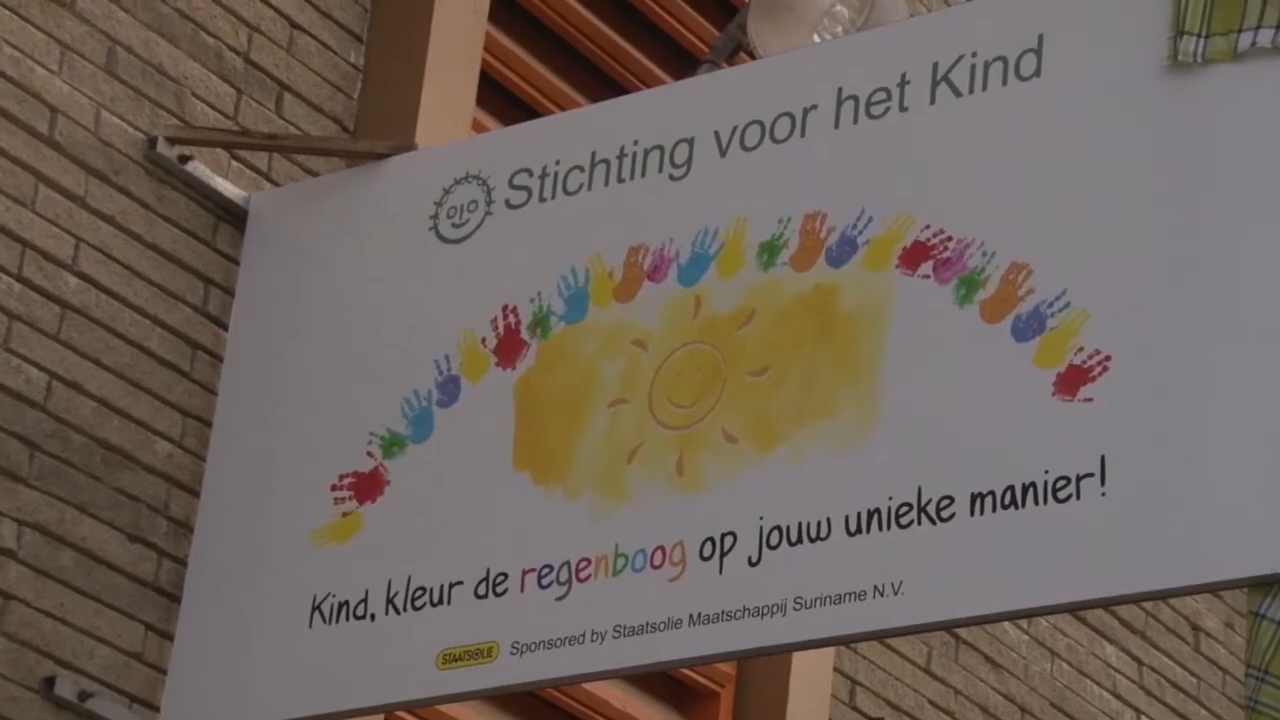 Stichting voor het Kind
Kind, kleur de regenboog op jouw unieke manier!
STAATSOLIE Sponsored by Staatsolie Maatschappij Suriname N.V.